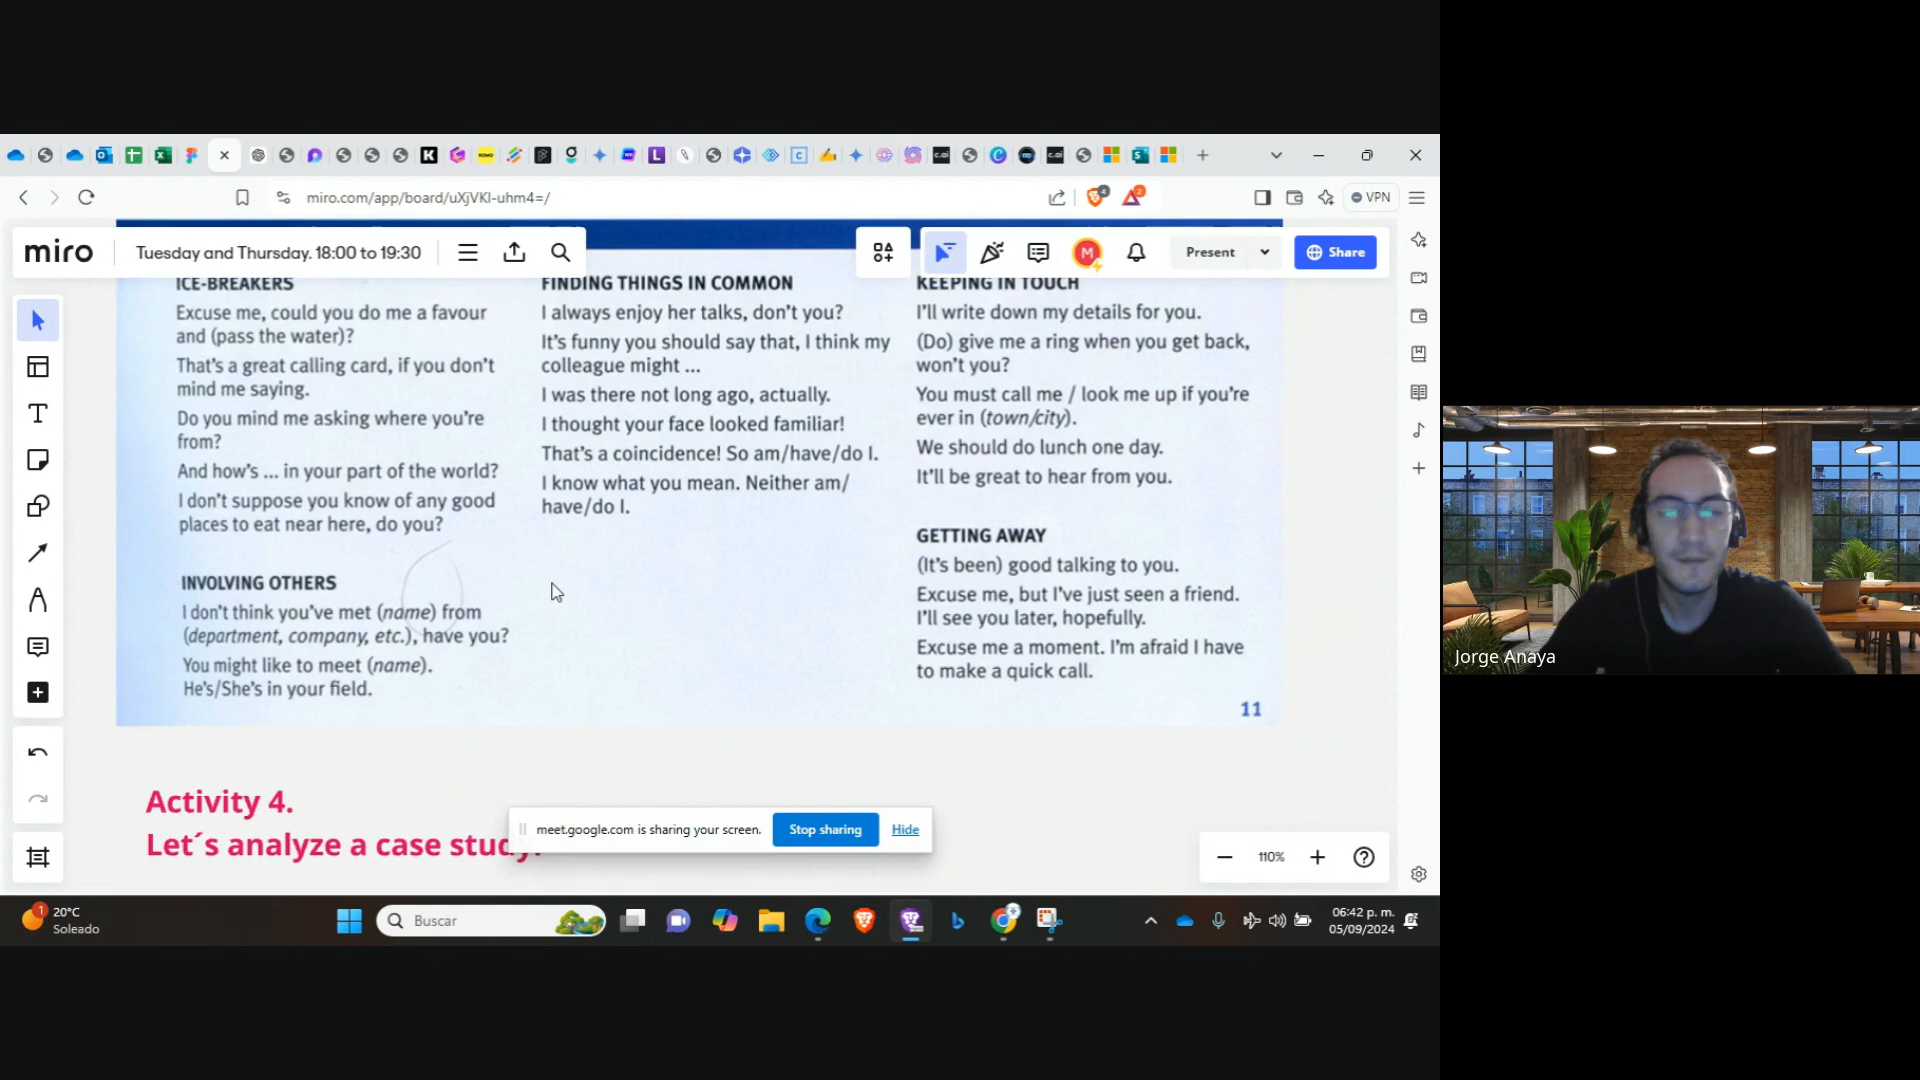 miro.com/app/board/uXjVKl-uhm4=/
VPN
miro
Tuesday and Thursday. 18:00 to 19:30
M
Present
Share
ICE-BREAKERS
Excuse me, could you do me a favour
and (pass the water)?
That's a great calling card, if you don't
mind me saying.
Do you mind me asking where you're
from?
And how's ... in your part of the world?
I don't suppose you know of any good
places to eat near here, do you?
INVOLVING OTHERS
I don't think you've met (name) from
(department, company, etc.), have you?
You might like to meet (name).
He's/She's in your field.
FINDING THINGS IN COMMON
I always enjoy her talks, don't you?
It's funny you should say that, I think my
colleague might ...
I was there not long ago, actually.
I thought your face looked familiar!
That's a coincidence! So am/have/do I.
I know what you mean. Neither am/
have/do I.
KEEPING IN TOUCH
I'll write down my details for you.
(Do) give me a ring when you get back,
won't you?
You must call me / look me up if you're
ever in (town/city).
We should do lunch one day.
It'll be great to hear from you.
GETTING AWAY
(It's been) good talking to you.
Excuse me, but I've just seen a friend.
I'll see you later, hopefully.
Excuse me a moment. I'm afraid I have
to make a quick call.
11
Activity 4.
Let´s analyze a case study.
meet.google.com is sharing your screen.
Stop sharing
Hide
110%
Jorge Anaya
1
20°C
Soleado
Buscar
06:42 p. m.
05/09/2024